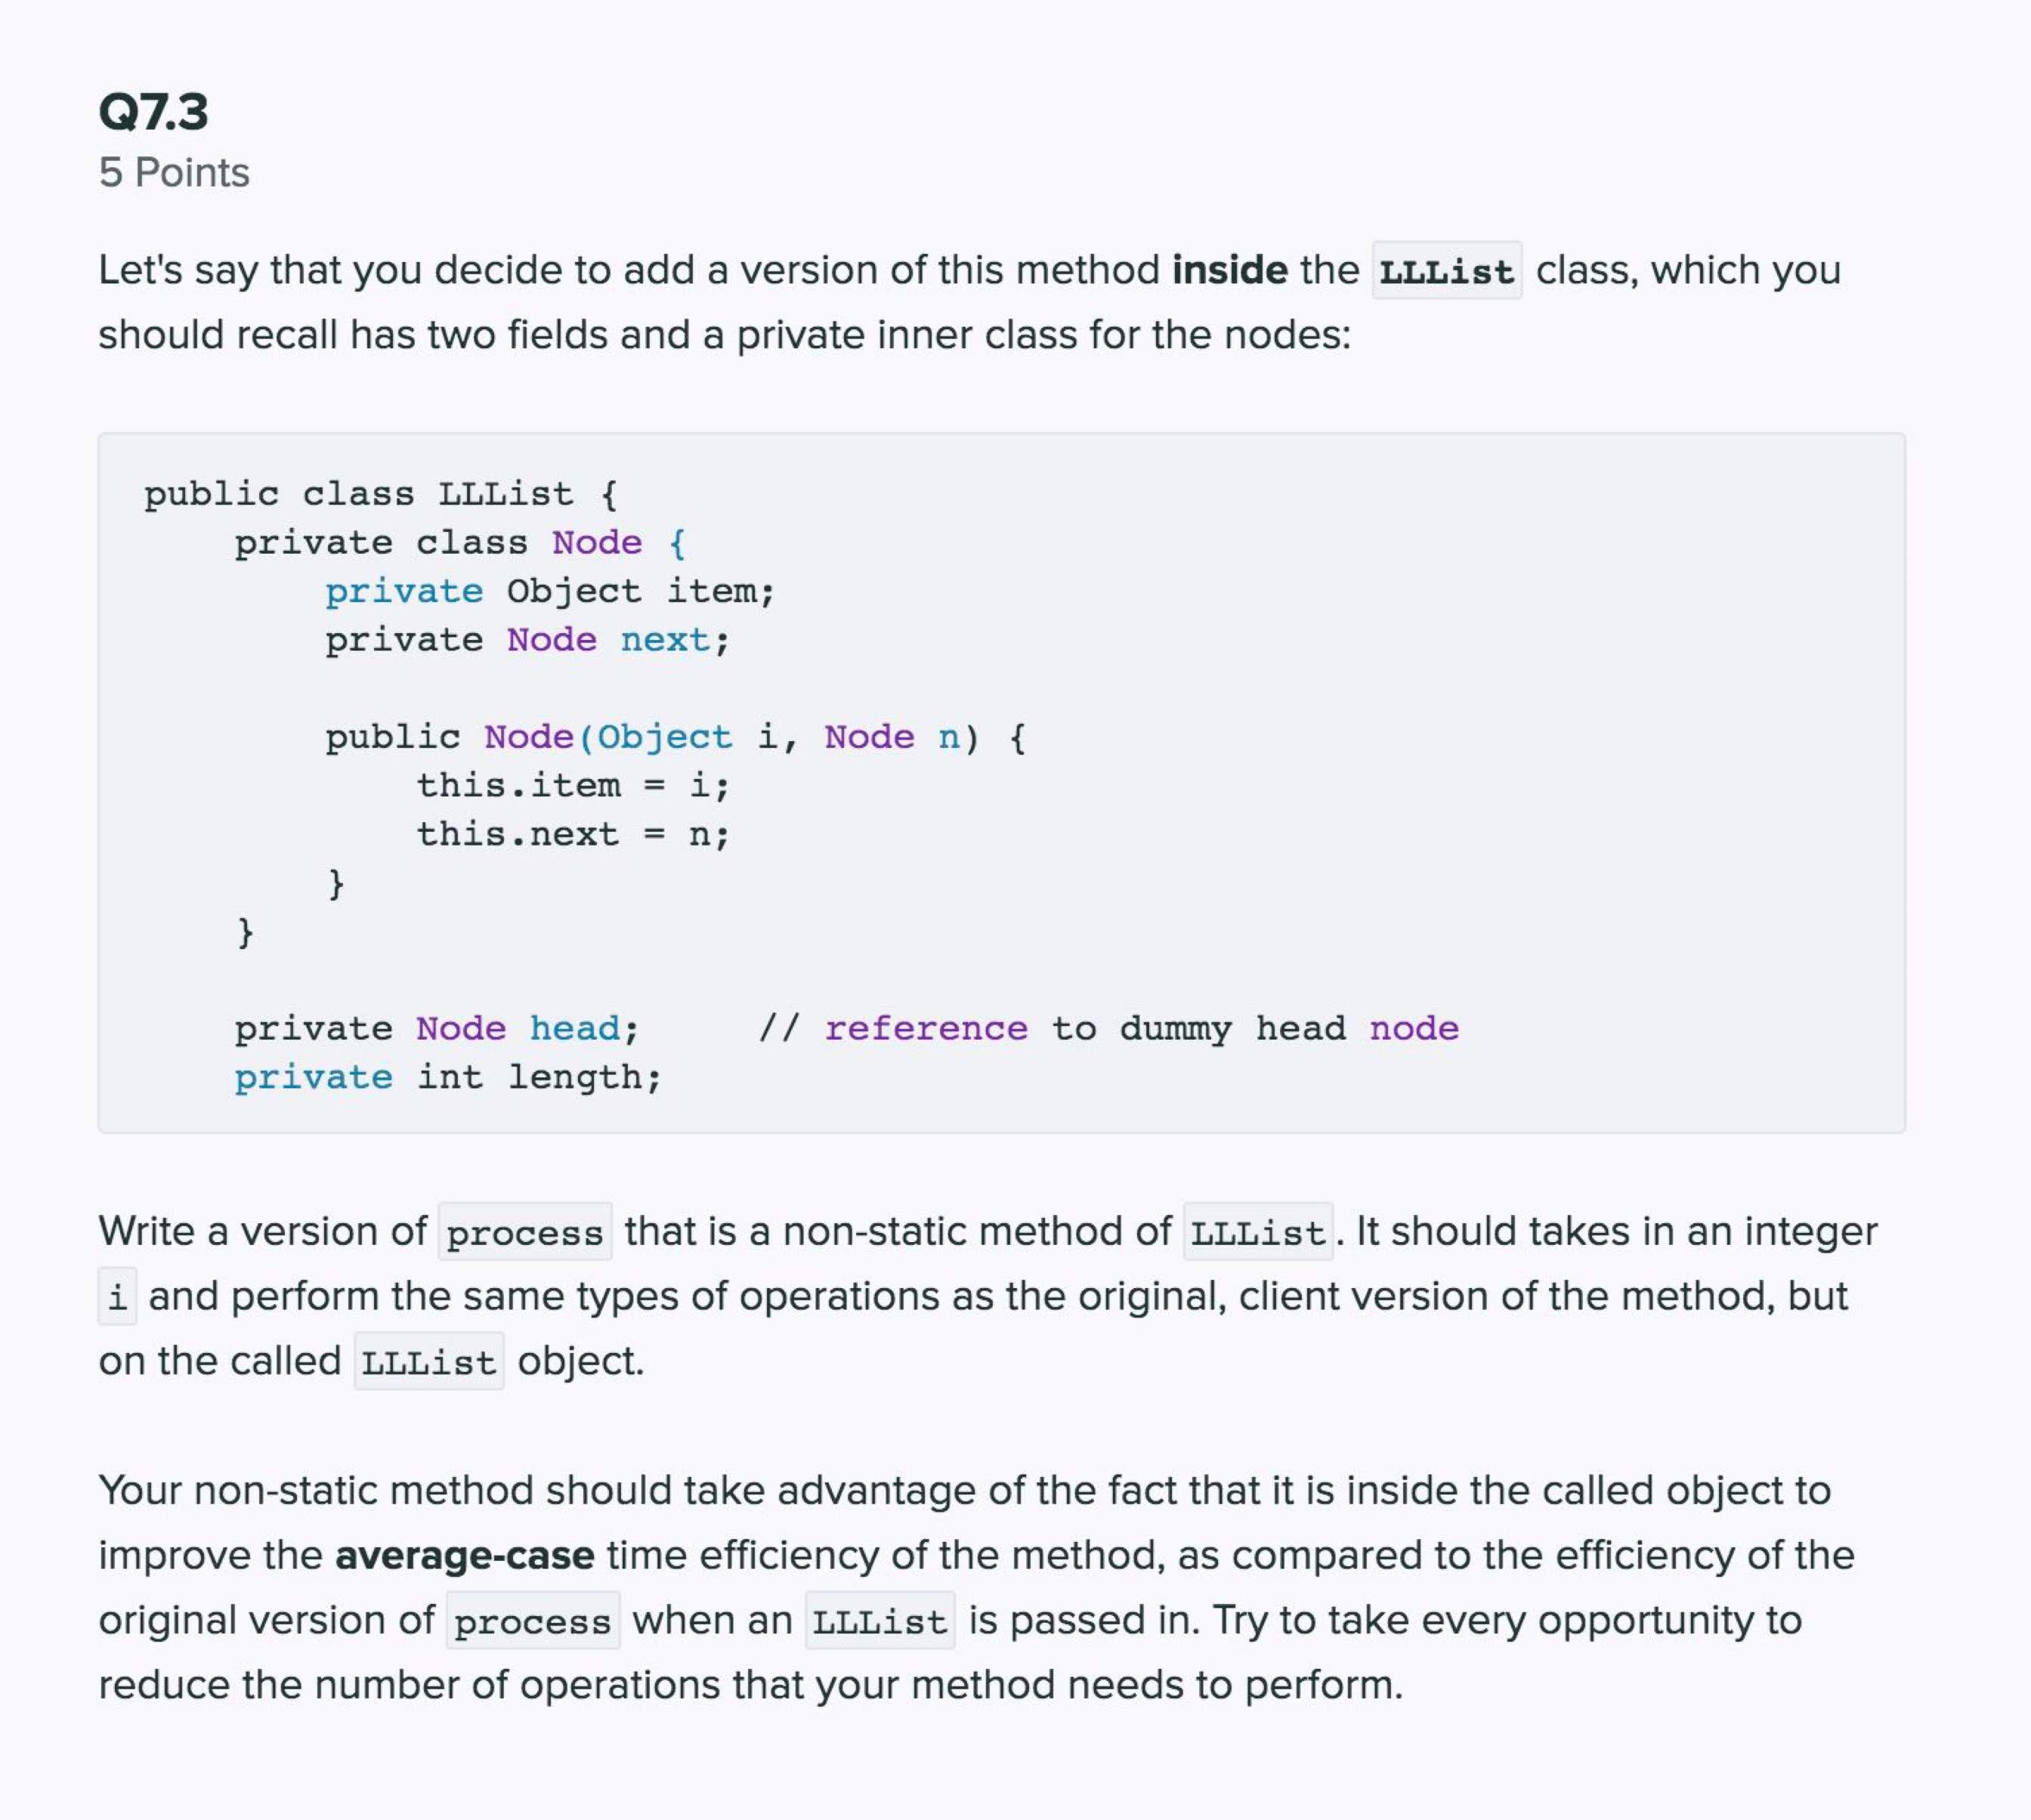 Q7.3
5 Points
Let's say that you decide to add a version of this method inside the LLList class, which you
should recall has two fields and a private inner class for the nodes:
public class LLList {
    private class Node {
        private Object item;
        private Node next;

        public Node(Object i, Node n) {
            this.item = i;
            this.next = n;
        }
    }

    private Node head;     // reference to dummy head node
    private int length;
Write a version of process that is a non-static method of LLList. It should takes in an integer
i and perform the same types of operations as the original, client version of the method, but
on the called LLList object.
Your non-static method should take advantage of the fact that it is inside the called object to
improve the average-case time efficiency of the method, as compared to the efficiency of the
original version of process when an LLList is passed in. Try to take every opportunity to
reduce the number of operations that your method needs to perform.